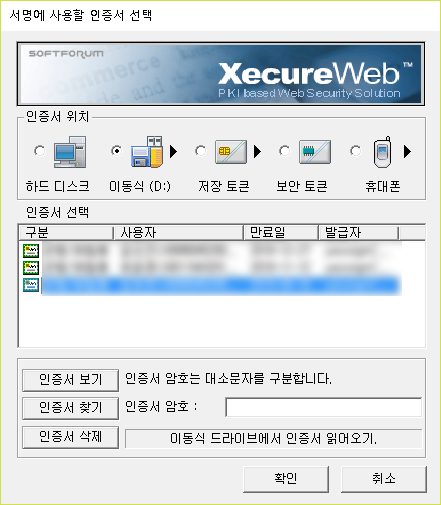 서명에 사용할 인증서 선택
SOFTFORUM
XecureWeb™
PKI based Web Security Solution
인증서 위치
하드 디스크 이동식 (D:) 저장 토큰 보안 토큰 휴대폰
인증서 선택
구분 사용자 만료일 발급자
인증서 보기 인증서 암호는 대소문자를 구분합니다.
인증서 찾기 인증서 암호 :
인증서 삭제 이동식 드라이브에서 인증서 읽어오기.
확인 취소